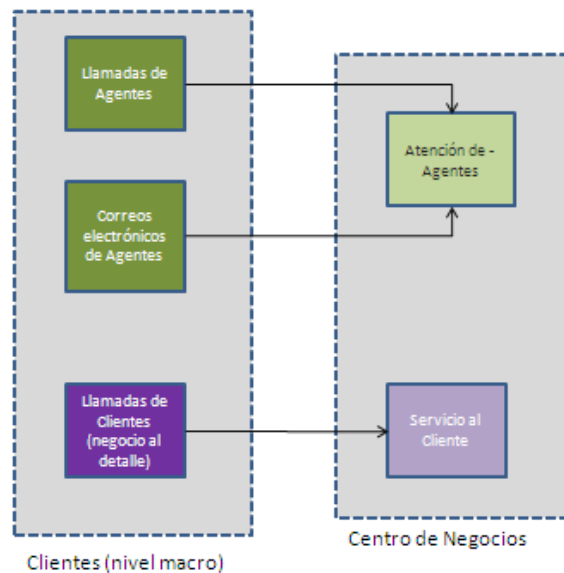 Llamadas de
Agentes
Atención de -
Agentes
Correos
electrónicos
de Agentes
Llamadas de
Clientes
(negocio al
detalle)
Servicio al
Cliente
Centro de Negocios
Clientes (nivel macro)